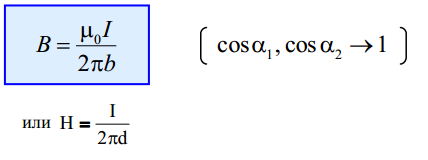 B = μ₀I / 2πb ( cosα₁, cosα₂ → 1 )
или H = I / 2πd